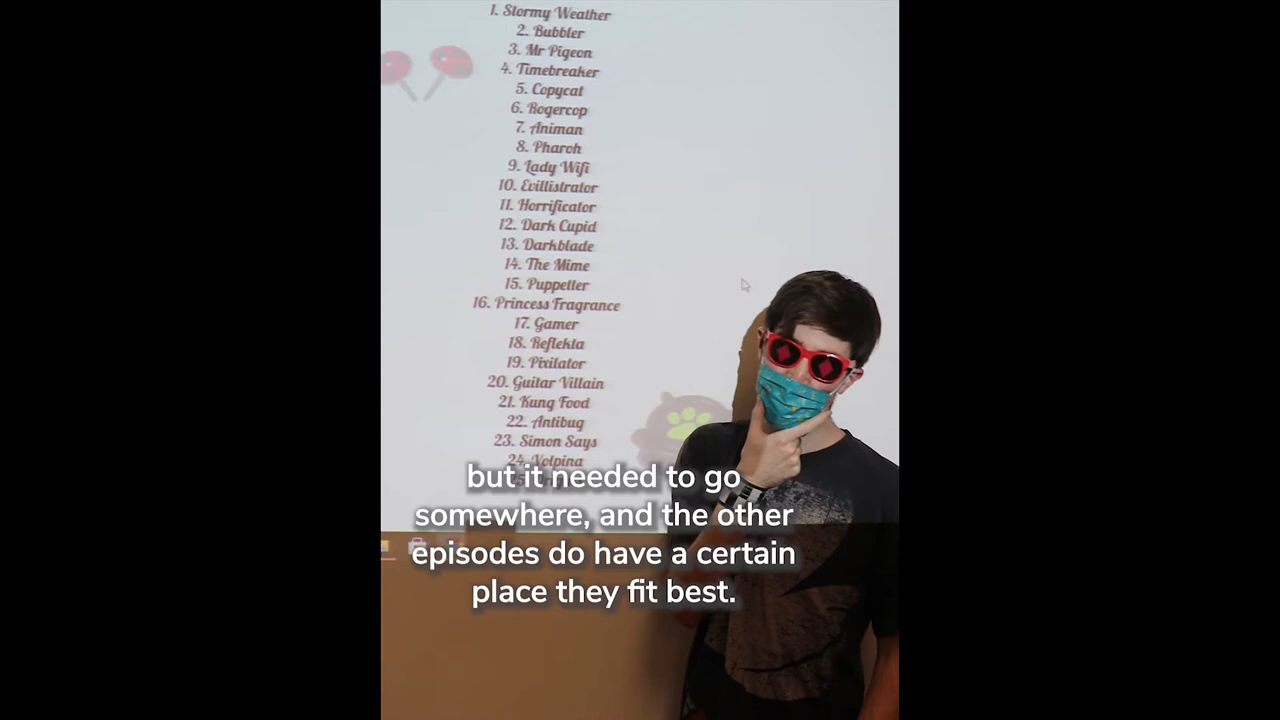 1. Stormy Weather
2. Bubbler
3. Mr Pigeon
4. Timebreaker
5. Copycat
6. Rogercop
7. Animan
8. Pharoh
9. Lady Wifi
10. Evillistrator
11. Horrificator
12. Dark Cupid
13. Darkblade
14. The Mime
15. Puppeller
16. Princess Fragrance
17. Gamer
18. Reflekta
19. Pixilator
20. Guitar Villain
21. Kung Food
22. Antibug
23. Simon Says
24. Volpina
but it needed to go
somewhere, and the other
episodes do have a certain
place they fit best.